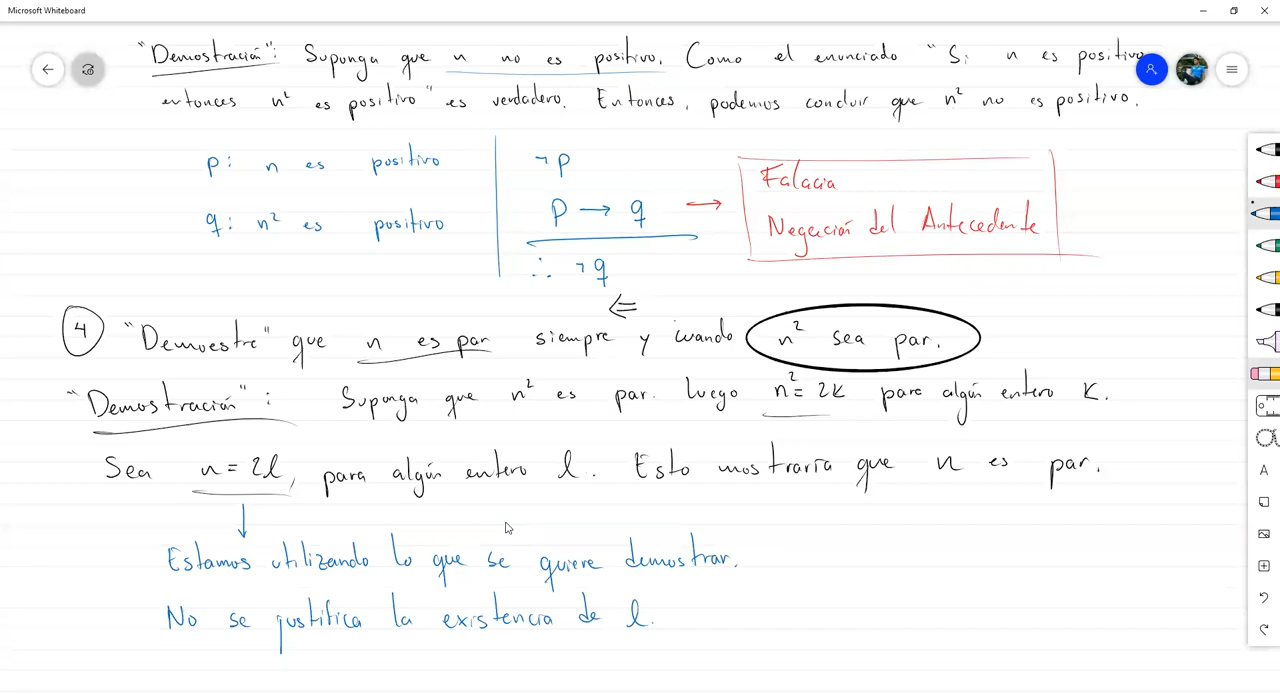 Microsoft Whiteboard
"Demostración": Suponga que n no es positivo. Como el enunciado "Si n es positivo
entonces n² es positivo" es verdadero. Entonces, podemos concluir que n² no es positivo.
p: n es positivo
q: n² es positivo
¬p
p → q
∴ ¬q
→
Falacia
Negación del Antecedente
⇐
4 "Demuestre" que n es par siempre y cuando n² sea par.
"Demostración": Suponga que n² es par. Luego n² = 2k para algún entero k.
Sea n = 2l, para algún entero l. Esto mostraría que n es par.
↓
Estamos utilizando lo que se quiere demostrar.
No se justifica la existencia de l.